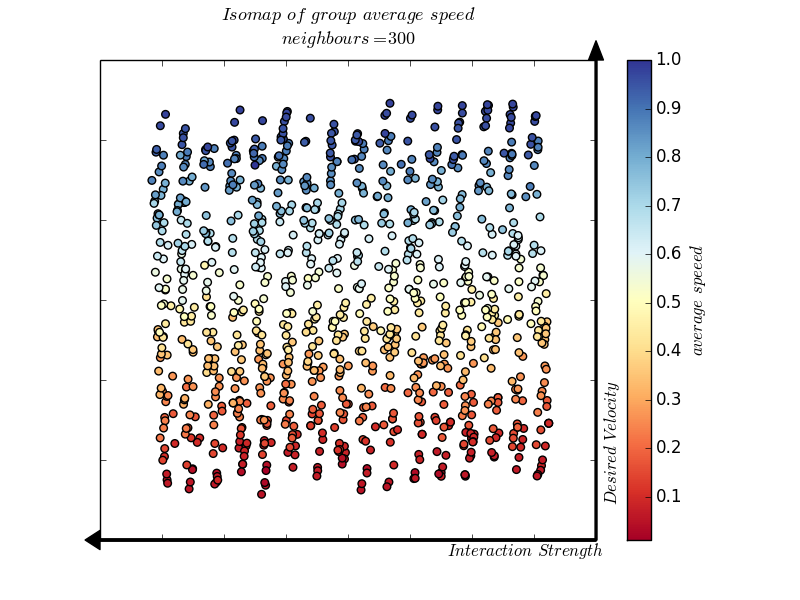 Isomap of group average speed
neighbours =300
1.0
0.9
0.8
0.7
0.6
0.5
0.4
0.3
0.2
0.1
average speeed
Desired Velocity
Interaction Strength